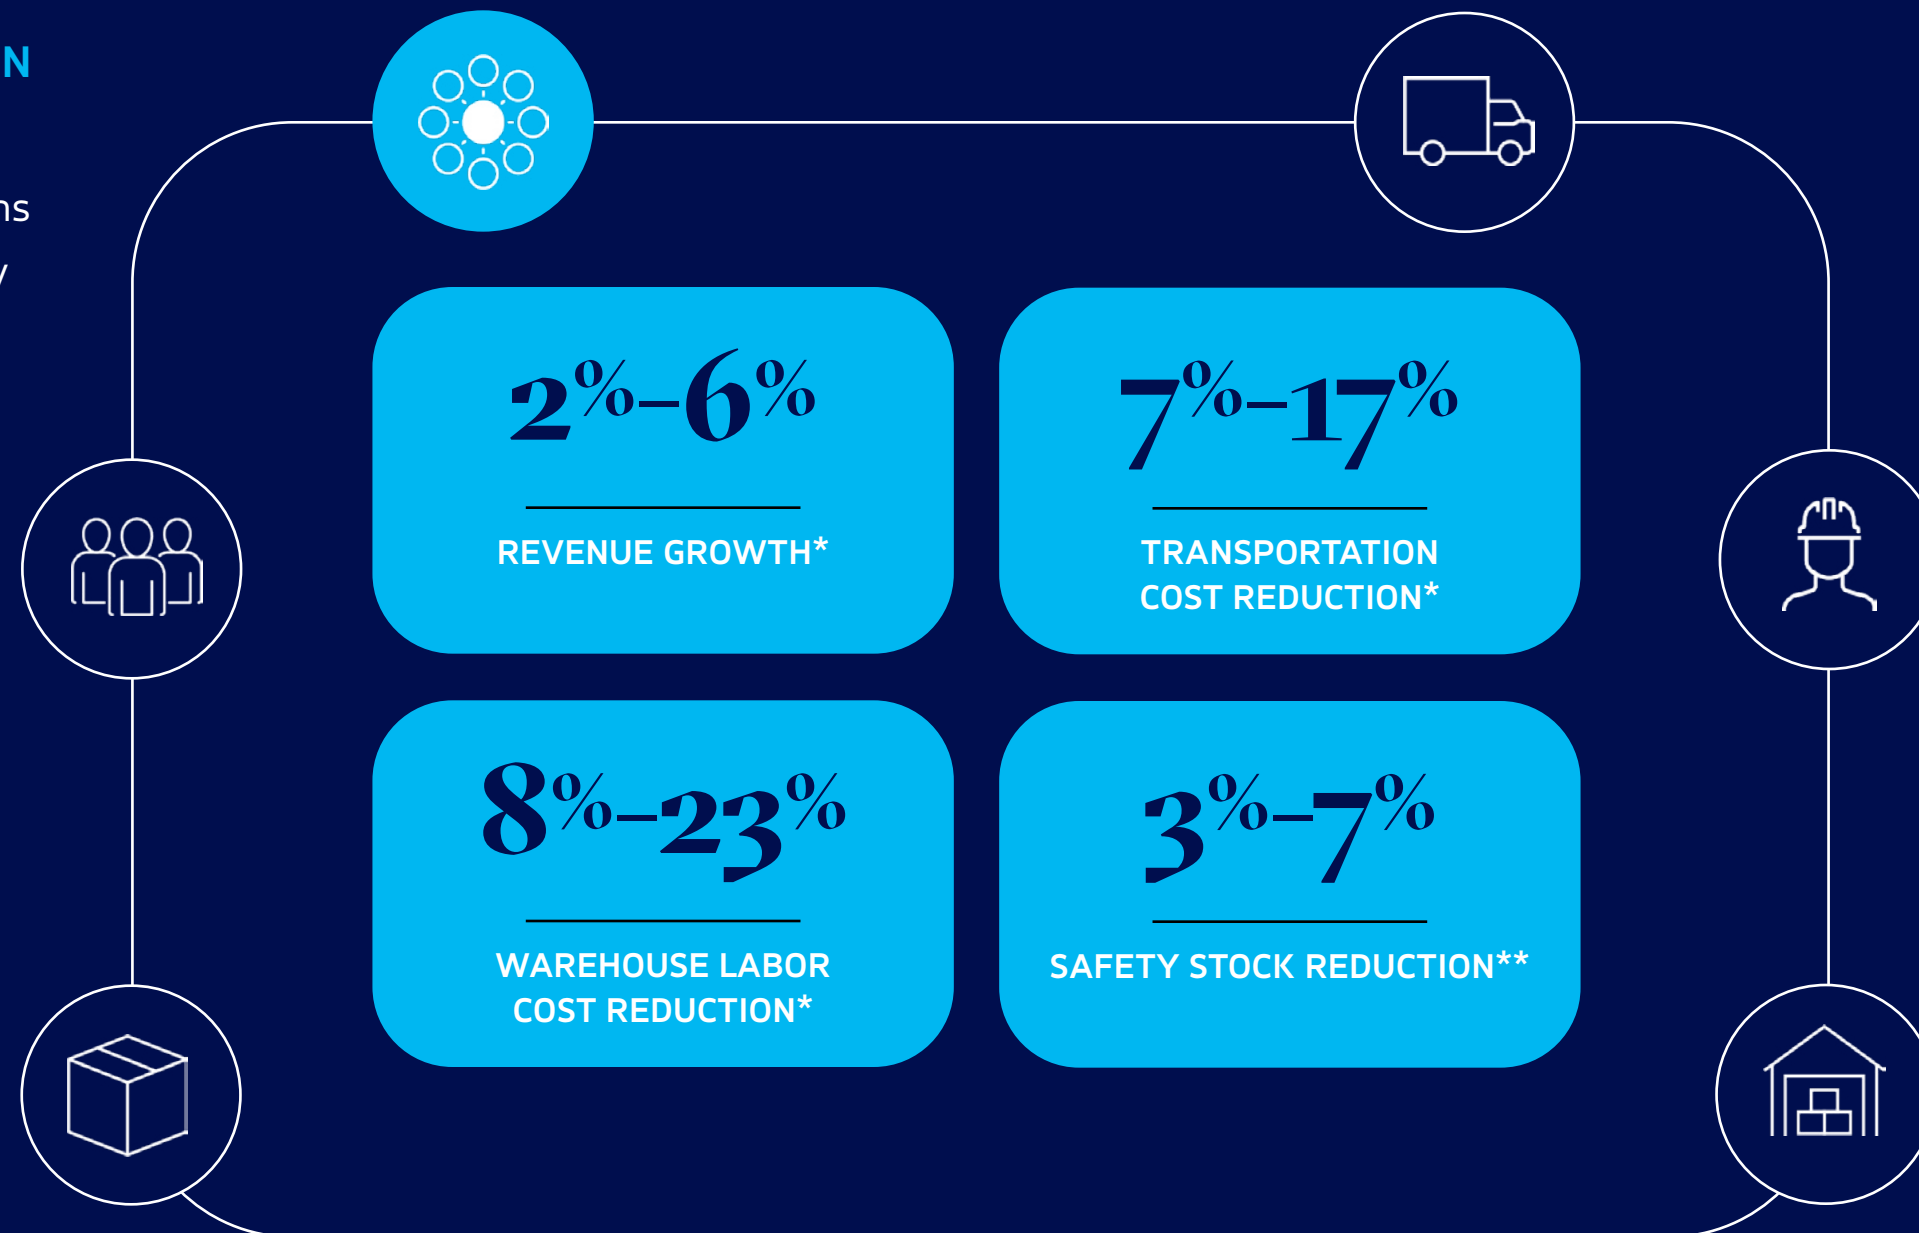 N
ns
y
2%–6%
REVENUE GROWTH*
7%–17%
TRANSPORTATION
COST REDUCTION*
8%–23%
WAREHOUSE LABOR
COST REDUCTION*
3%–7%
SAFETY STOCK REDUCTION**